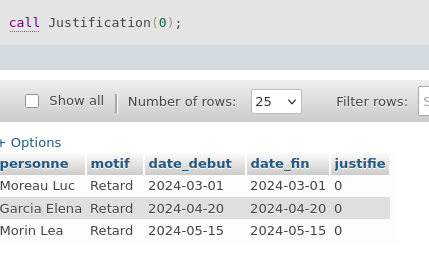 call Justification(0);
Show all Number of rows: 25 Filter rows:
+ Options
personne motif date_debut date_fin justifie
Moreau Luc Retard 2024-03-01 2024-03-01 0
Garcia Elena Retard 2024-04-20 2024-04-20 0
Morin Lea Retard 2024-05-15 2024-05-15 0